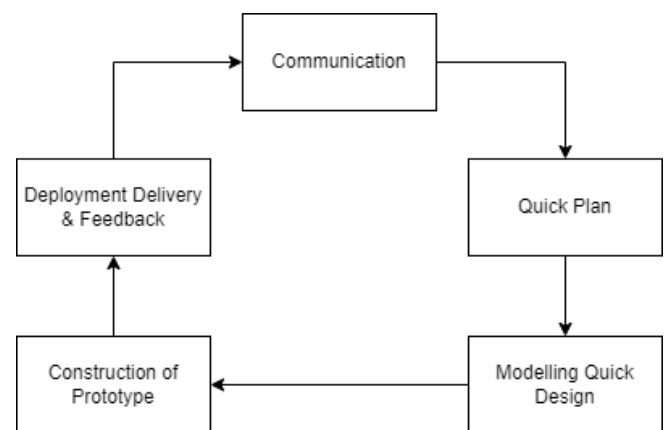 Communication
Deployment Delivery
& Feedback
Quick Plan
Construction of
Prototype
Modelling Quick
Design